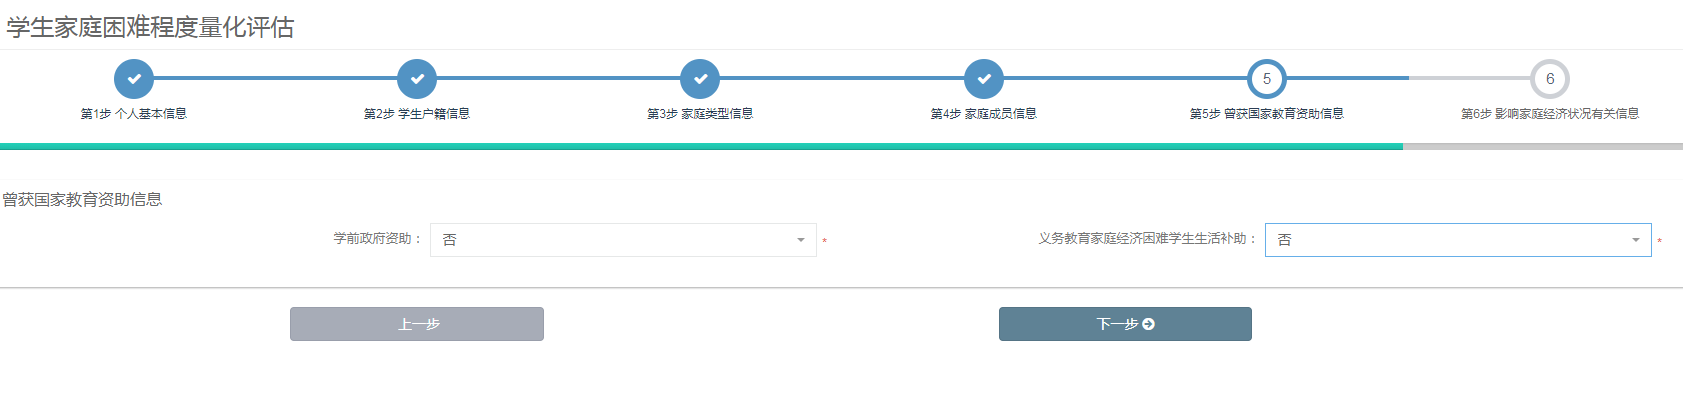 学生家庭困难程度量化评估
5
6
第1步 个人基本信息
第2步 学生户籍信息
第3步 家庭类型信息
第4步 家庭成员信息
第5步 曾获国家教育资助信息
第6步 影响家庭经济状况有关信息
曾获国家教育资助信息
学前政府资助： 否 *
义务教育家庭经济困难学生生活补助： 否 *
上一步
下一步